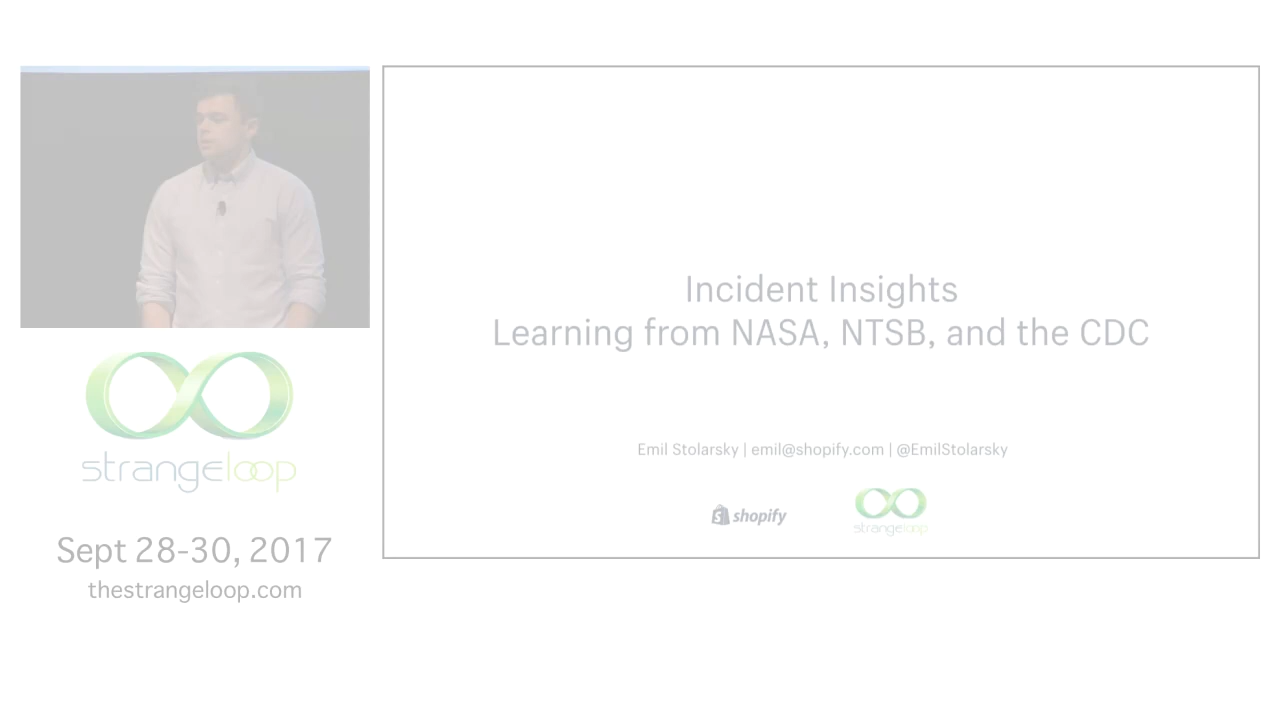 Incident Insights
Learning from NASA, NTSB, and the CDC
Emil Stolarsky | emil@shopify.com | @EmilStolarsky
shopify
strangeloop
strangeloop
Sept 28-30, 2017
thestrangeloop.com